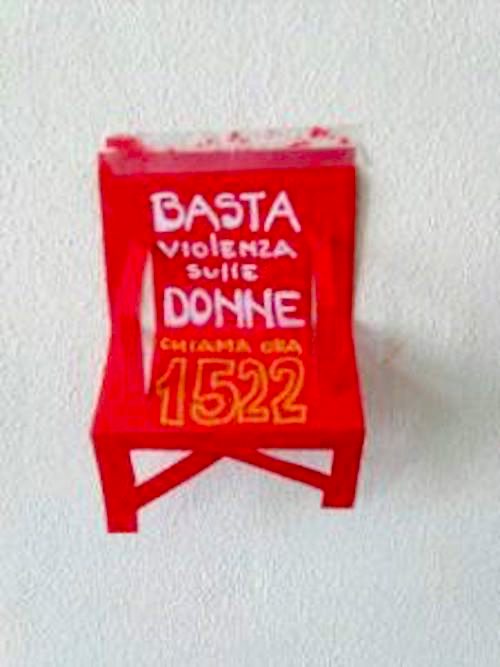 BASTA
VIOLENZA
SULLE
DONNE
CHIAMA ORA
1522